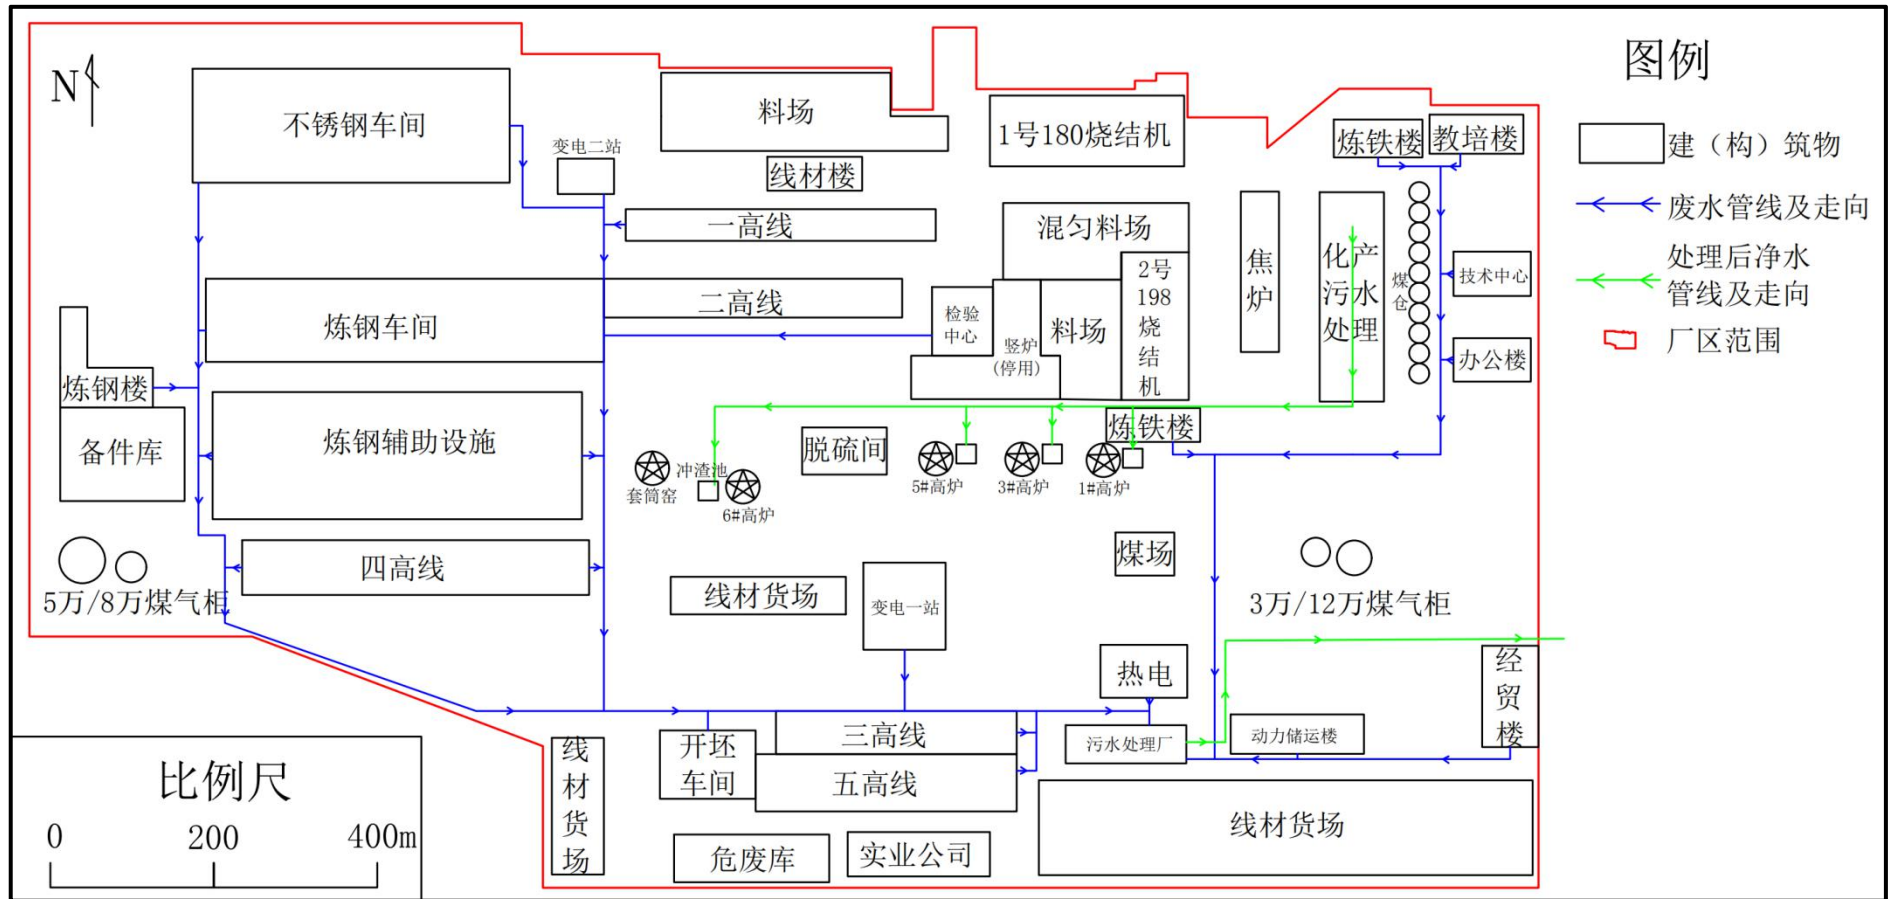 N
不锈钢车间
变电二站
料场
线材楼
1号180烧结机
炼铁楼
教培楼
一高线
混匀料场
焦
炉
化产
污水
处理
煤仓
技术中心
办公楼
炼钢车间
二高线
检验
中心
竖炉
(停用)
料场
2号
198
烧
结
机
炼钢楼
备件库
炼钢辅助设施
套筒窑
冲渣池
6#高炉
脱硫间
5#高炉
3#高炉
1#高炉
炼铁楼
5万/8万煤气柜
四高线
线材货场
变电一站
煤场
3万/12万煤气柜
热电
污水处理厂
动力储运楼
经
贸
楼
线
材
货
场
开坯
车间
三高线
五高线
线材货场
危废库
实业公司
比例尺
0 200 400m
图例
建（构）筑物
废水管线及走向
处理后净水
管线及走向
厂区范围